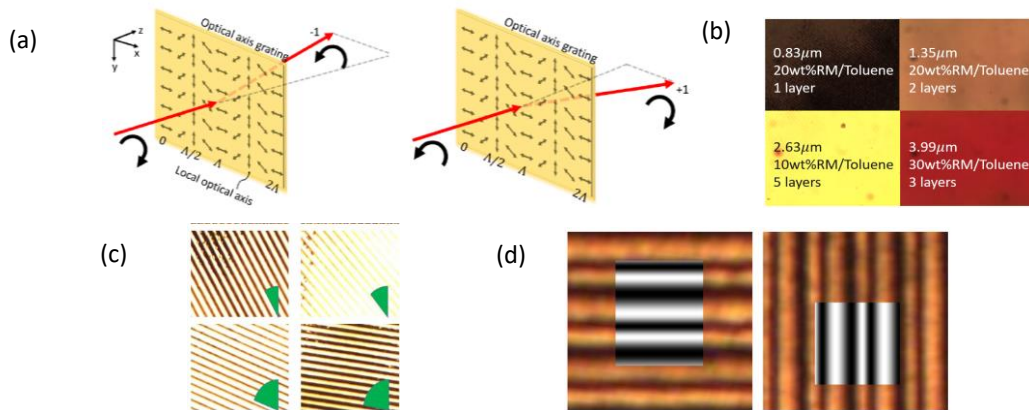 (a)
z
x
y
Optical axis grating
-1
0
Λ/2
Λ
2Λ
Local optical axis
Optical axis grating
+1
0
Λ/2
Λ
2Λ
(b)
0.83μm
20wt%RM/Toluene
1 layer
1.35μm
20wt%RM/Toluene
2 layers
2.63μm
10wt%RM/Toluene
5 layers
3.99μm
30wt%RM/Toluene
3 layers
(c)
(d)